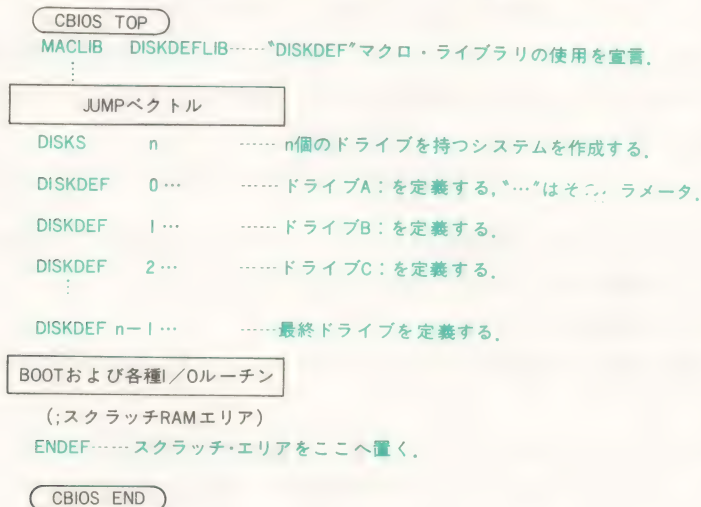 CBIOS TOP
MACLIB DISKDEFLIB……"DISKDEF"マクロ・ライブラリの使用を宣言.
⋮
JUMPベクトル
DISKS n …… n個のドライブを持つシステムを作成する.
DISKDEF 0… ……ドライブA:を定義する,"…"はそ ラメータ.
DISKDEF 1… ……ドライブB:を定義する.
DISKDEF 2… ……ドライブC:を定義する.
⋮
DISKDEF n−1… ……最終ドライブを定義する.
BOOTおよび各種I/Oルーチン
(;スクラッチRAMエリア)
ENDEF……スクラッチ・エリアをここへ置く.
CBIOS END